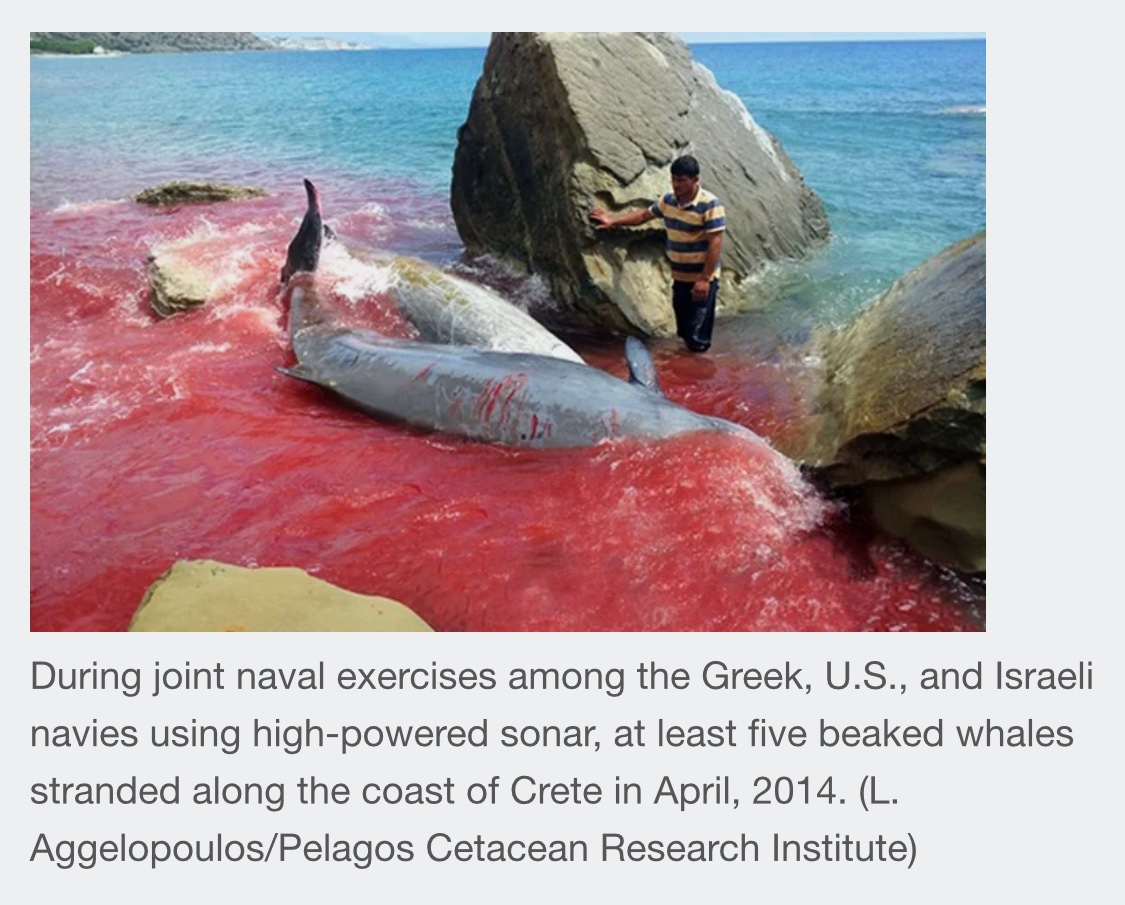 During joint naval exercises among the Greek, U.S., and Israeli
navies using high-powered sonar, at least five beaked whales
stranded along the coast of Crete in April, 2014. (L.
Aggelopoulos/Pelagos Cetacean Research Institute)